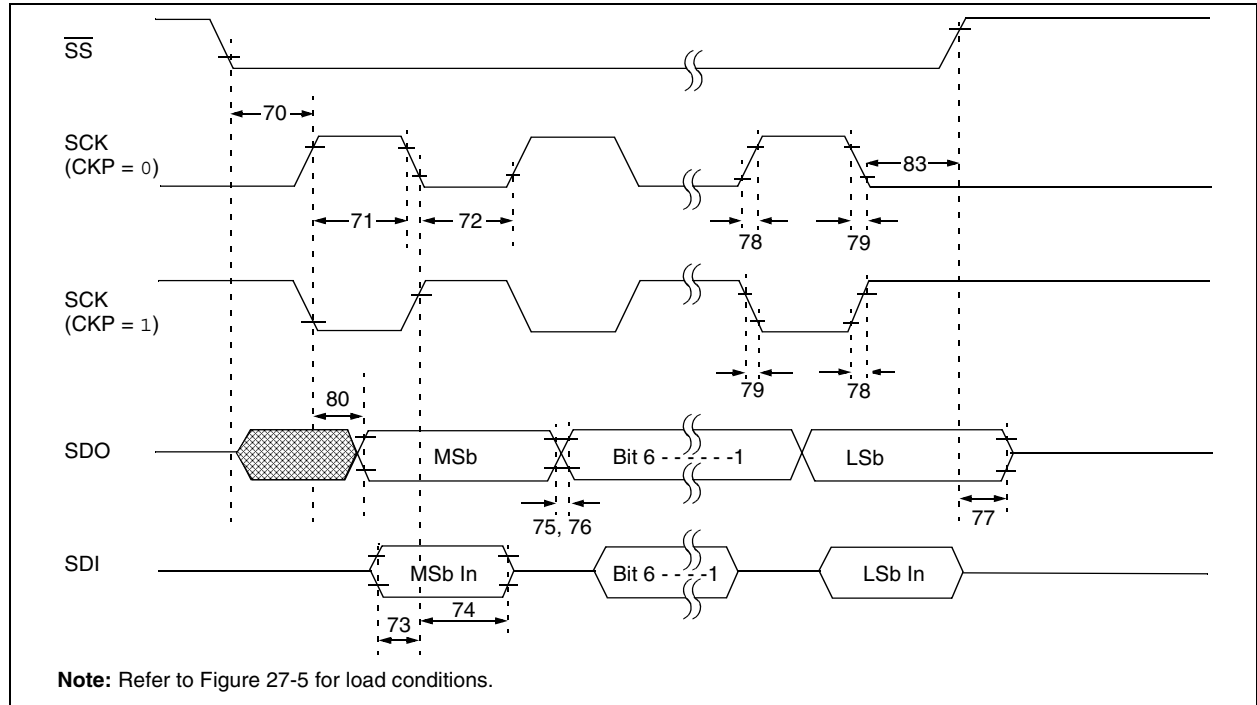 SS
70
SCK
(CKP = 0)
83
71
72
78
79
SCK
(CKP = 1)
79
78
80
SDO
MSb
Bit 6 - - - - - - -1
LSb
75, 76
77
SDI
MSb In
Bit 6 - - - - -1
LSb In
73
74
Note: Refer to Figure 27-5 for load conditions.